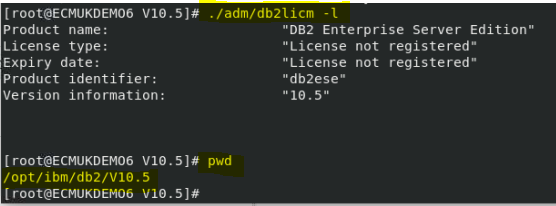 [root@ECMUKDEMO6 V10.5]# ./adm/db2licm -l
Product name: "DB2 Enterprise Server Edition"
License type: "License not registered"
Expiry date: "License not registered"
Product identifier: "db2ese"
Version information: "10.5"
[root@ECMUKDEMO6 V10.5]# pwd
/opt/ibm/db2/V10.5
[root@ECMUKDEMO6 V10.5]#